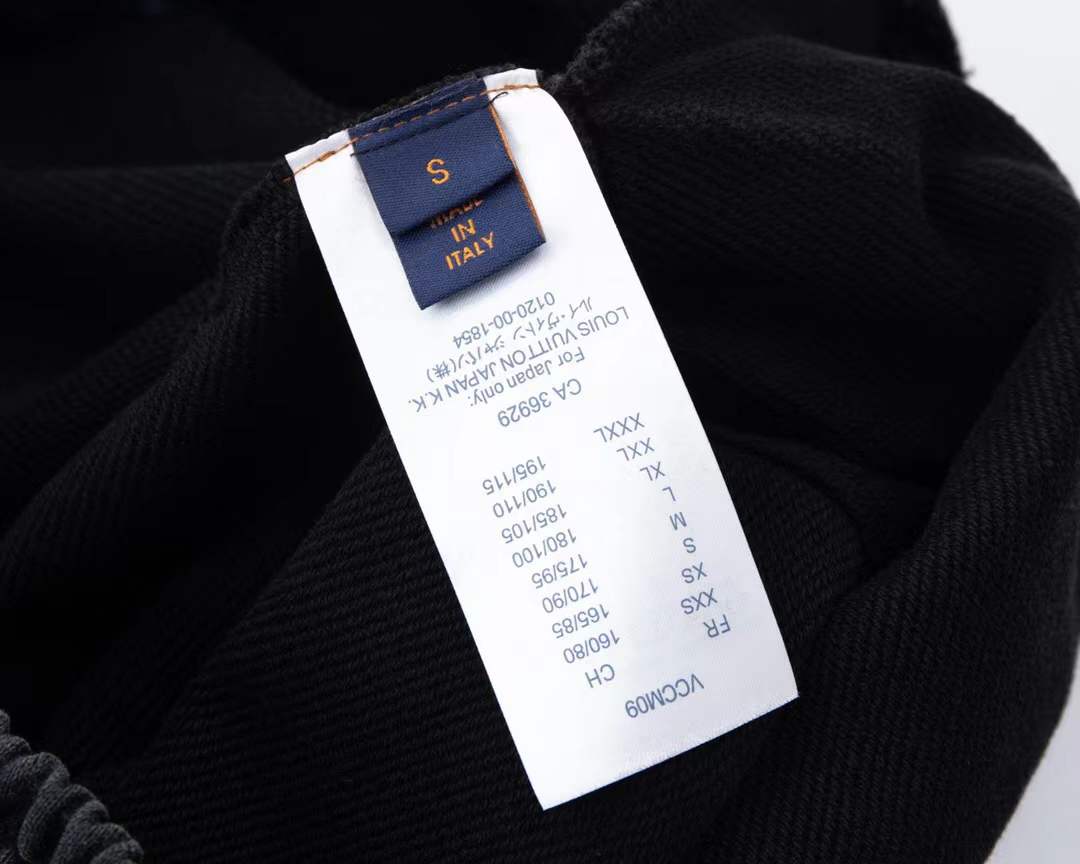 S
MADE
IN
ITALY
VCCM09
FR CH
XXS 160/80
XS 165/85
S 170/90
M 175/95
L 180/100
XL 185/105
XXL 190/110
XXXL 195/115
CA 36929
For Japan only:
LOUIS VUITTON JAPAN K.K.
ルイ・ヴィトン ジャパン(株)
0120-00-1854